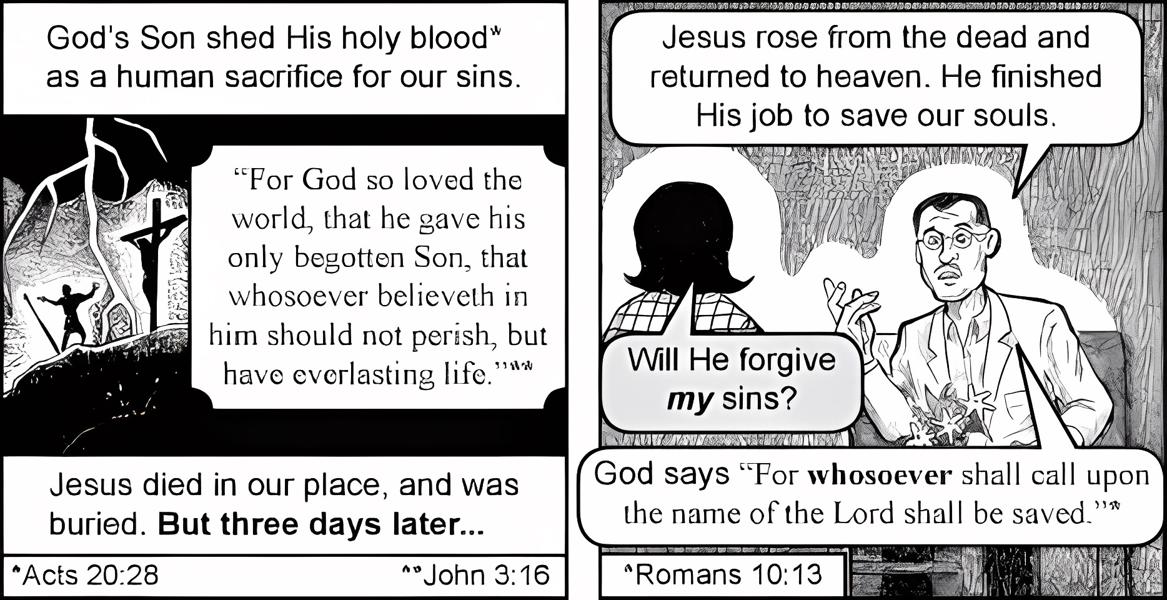 God's Son shed His holy blood*
as a human sacrifice for our sins.
“For God so loved the
world, that he gave his
only begotten Son, that
whosoever believeth in
him should not perish, but
have everlasting life.”**
Jesus died in our place, and was
buried. But three days later...
*Acts 20:28
**John 3:16
Jesus rose from the dead and
returned to heaven. He finished
His job to save our souls.
Will He forgive
my sins?
God says “For whosoever shall call upon
the name of the Lord shall be saved.”*
*Romans 10:13